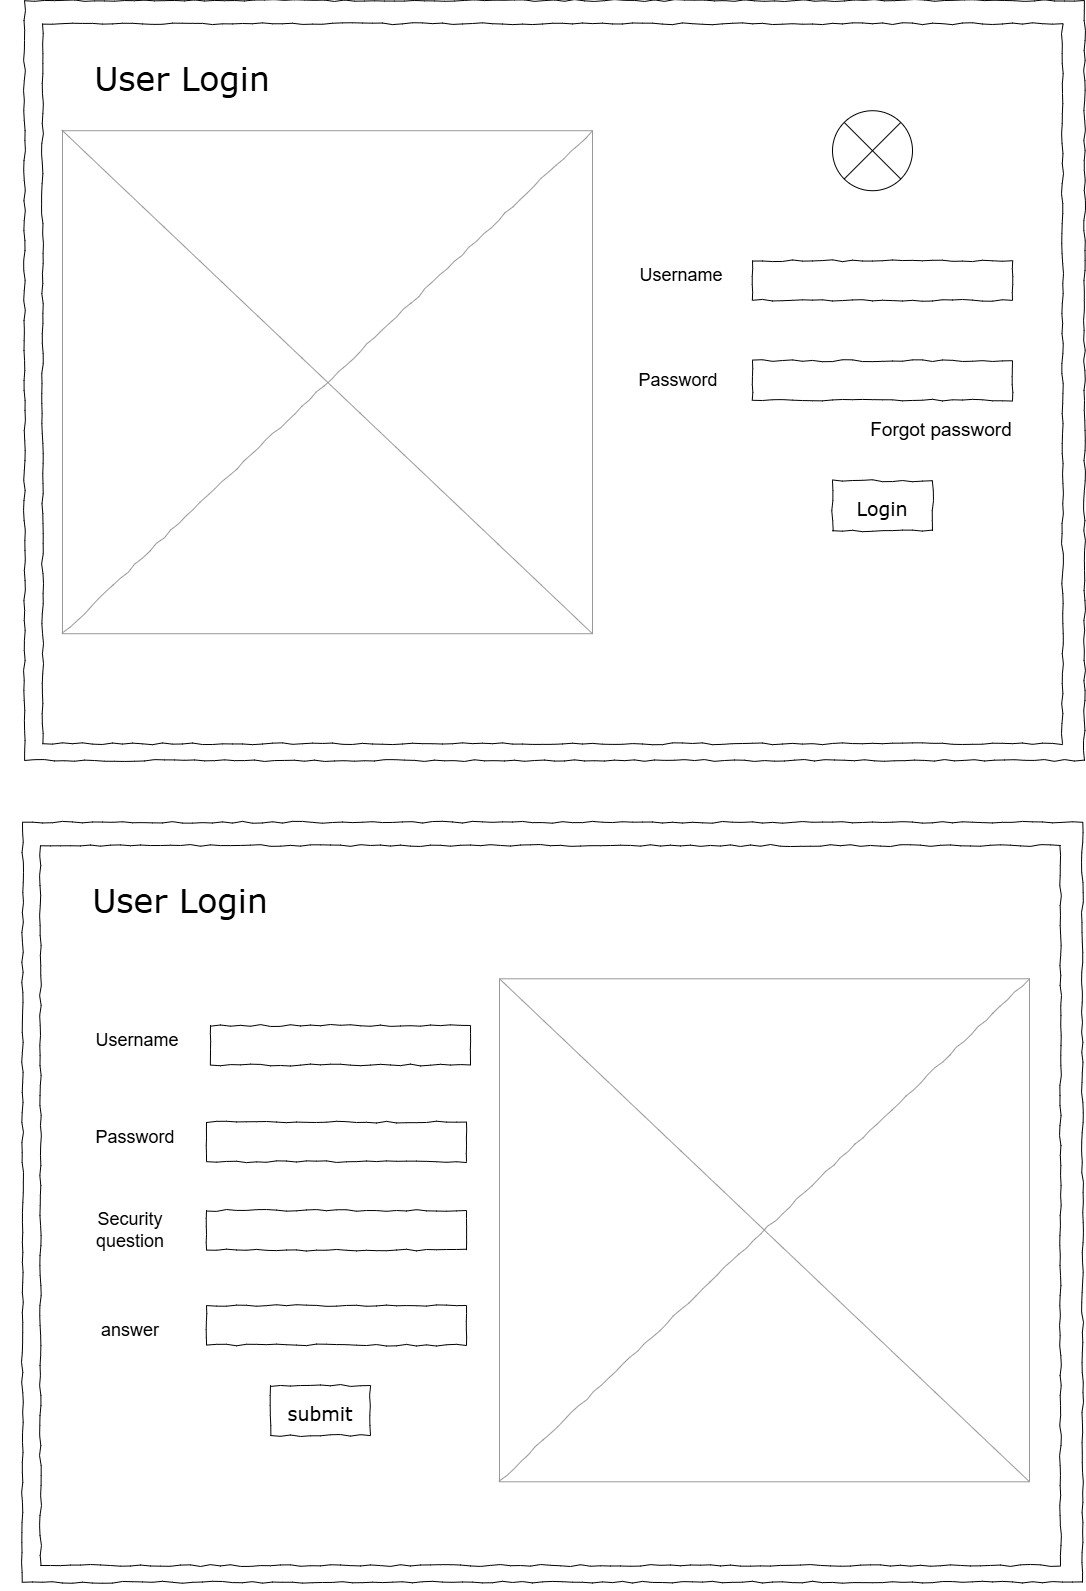 User Login
Username
Password
Forgot password
Login
User Login
Username
Password
Security
question
answer
submit